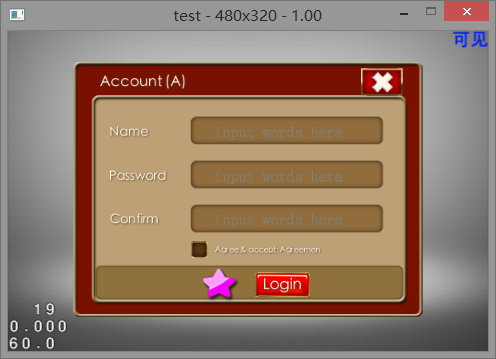 test - 480x320 - 1.00
可见
Account (A)
Name
input words here
Password
input words here
Confirm
input words here
Agree & accept: Agreemen
Login
19
0.000
60.0